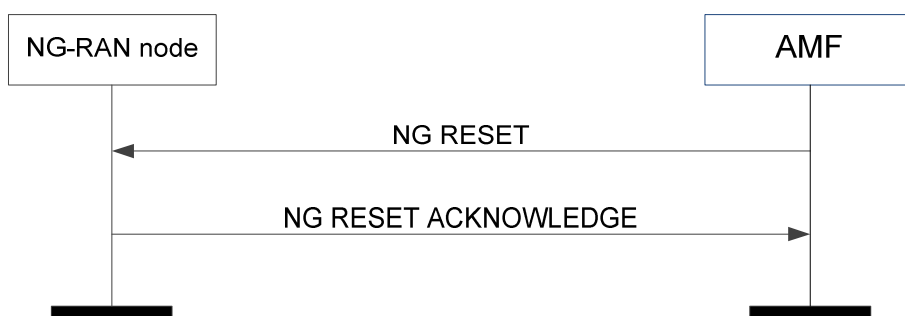 NG-RAN node
AMF
NG RESET
NG RESET ACKNOWLEDGE